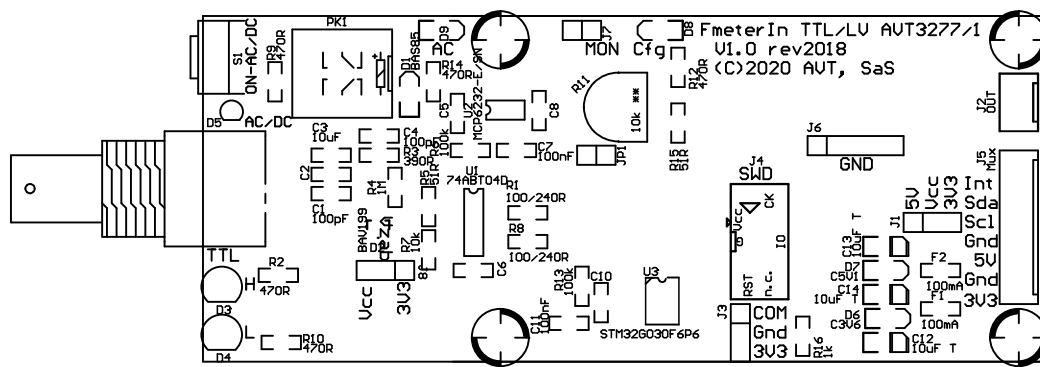 PK1
S1
ON-AC/DC
R9
470R
D5
AC/DC
D1
BAS85
D9
AC
R14
470R
C5
100k
R6
U2
MCP6232-E/SN
C8
J7
MON
Cfg
D8
FmeterIn TTL/LV AVT3277/1
V1.0 rev2018
(C)2020 AVT, SaS
R12
470R
R11
10k **
R15
51R
JP1
C7
100nF
C3
10uF
C2
C1
100pF
C4
100pF
R3
390R
R4
1M
R5
51R
U1
74ABT04D
R1
100/240R
R8
100/240R
R7
10k
C6
BAV199
Vcc
3V3
TTL
H
D3
L
D4
R2
470R
R10
470R
R13
100k
C10
C11
100nF
U3
STM32G030F6P6
J4
SWD
Vcc
CK
IO
RST
n.c.
J3
COM
Gnd
3V3
R16
1k
J6
GND
J2
OUT
J5
Mux
Int
Sda
Scl
Gnd
5V
Gnd
3V3
5V
Vcc
3V3
J1
C13
10uF T
D7
C5V1
C14
10uF T
D6
C3V6
C12
10uF T
F2
100mA
F1
100mA